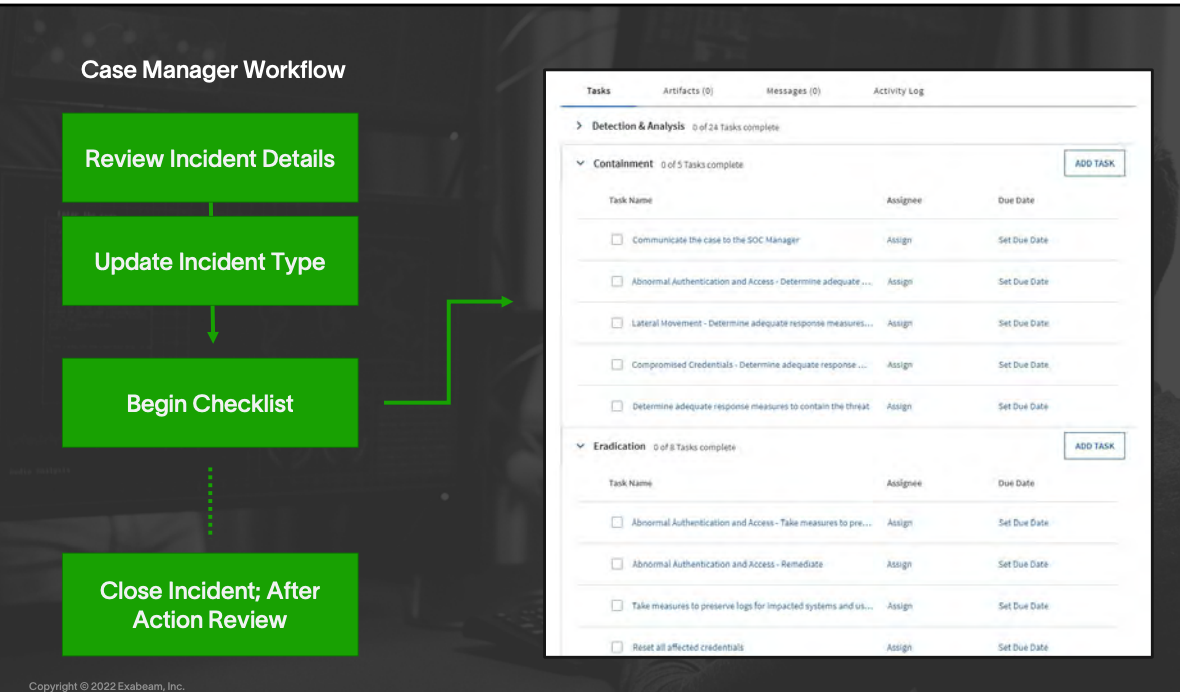 Case Manager Workflow
Review Incident Details
Update Incident Type
Begin Checklist
Close Incident; After
Action Review
Tasks Artifacts (0) Messages (0) Activity Log
Detection & Analysis 0 of 24 Tasks complete
Containment 0 of 5 Tasks complete ADD TASK
Task Name Assignee Due Date
Communicate the case to the SOC Manager Assign Set Due Date
Abnormal Authentication and Access - Determine adequate ... Assign Set Due Date
Lateral Movement - Determine adequate response measures... Assign Set Due Date
Compromised Credentials - Determine adequate response ... Assign Set Due Date
Determine adequate response measures to contain the threat Assign Set Due Date
Eradication 0 of 8 Tasks complete ADD TASK
Task Name Assignee Due Date
Abnormal Authentication and Access - Take measures to pre... Assign Set Due Date
Abnormal Authentication and Access - Remediate Assign Set Due Date
Take measures to preserve logs for impacted systems and us... Assign Set Due Date
Reset all affected credentials Assign Set Due Date
Copyright © 2022 Exabeam, Inc.